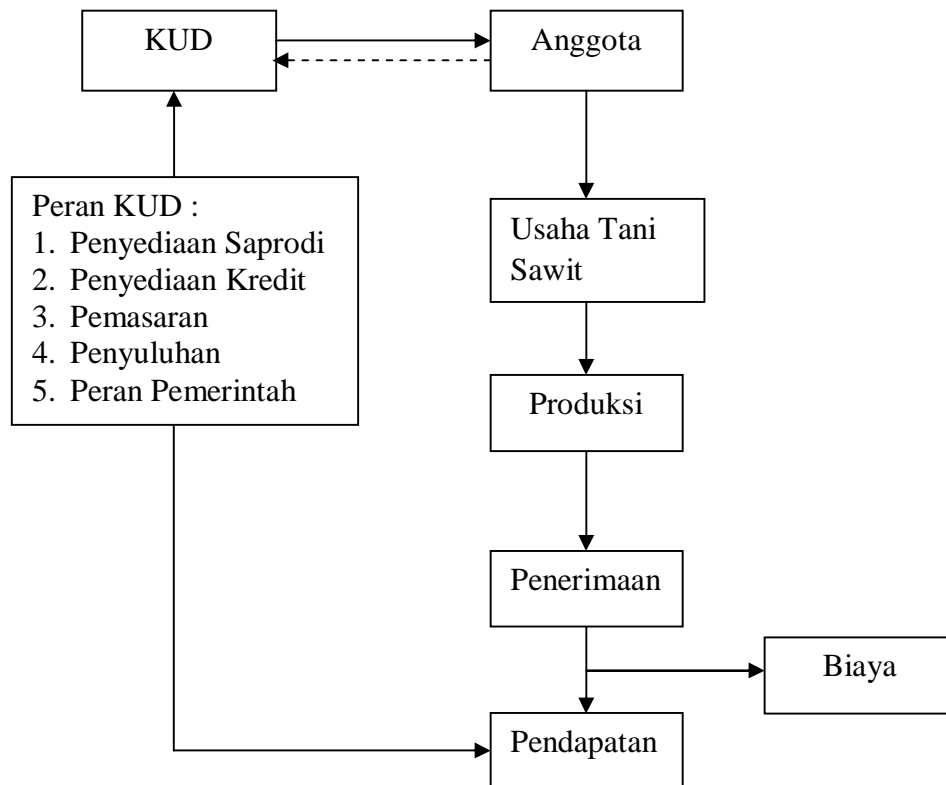 KUD
Anggota
Peran KUD :
1. Penyediaan Saprodi
2. Penyediaan Kredit
3. Pemasaran
4. Penyuluhan
5. Peran Pemerintah
Usaha Tani
Sawit
Produksi
Penerimaan
Biaya
Pendapatan